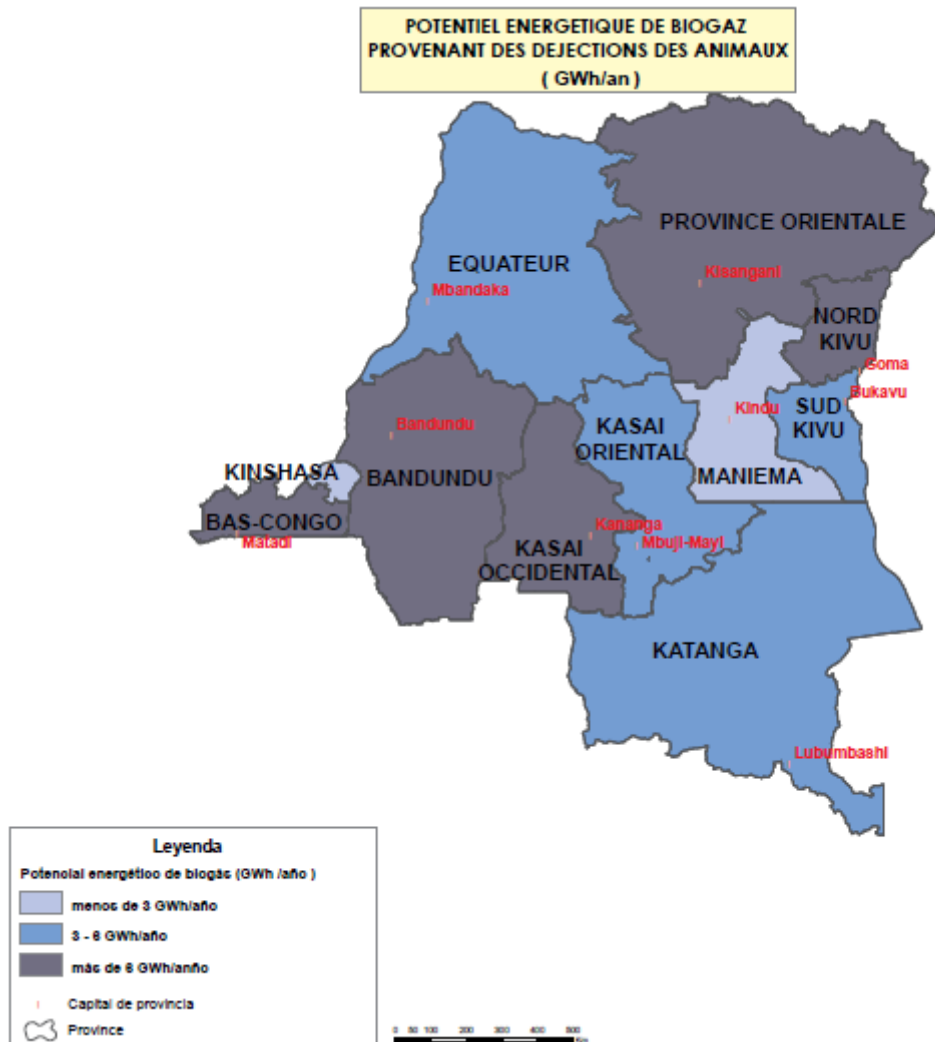 POTENTIEL ENERGETIQUE DE BIOGAZ
PROVENANT DES DEJECTIONS DES ANIMAUX
( GWh/an )
PROVINCE ORIENTALE
EQUATEUR
Kisangani
Mbandaka
NORD
KIVU
Goma
Bukavu
Kindu
SUD
KIVU
Bandundu
KASAI
ORIENTAL
KINSHASA
BANDUNDU
MANIEMA
BAS-CONGO
Matadi
Kananga
Mbuji-Mayi
KASAI
OCCIDENTAL
KATANGA
Lubumbashi
Leyenda
Potencial energético de biogás (GWh /año )
menos de 3 GWh/año
3 - 6 GWh/año
más de 6 GWh/anño
Capital de provincia
Province
0 50 100 200 300 400 500
Km